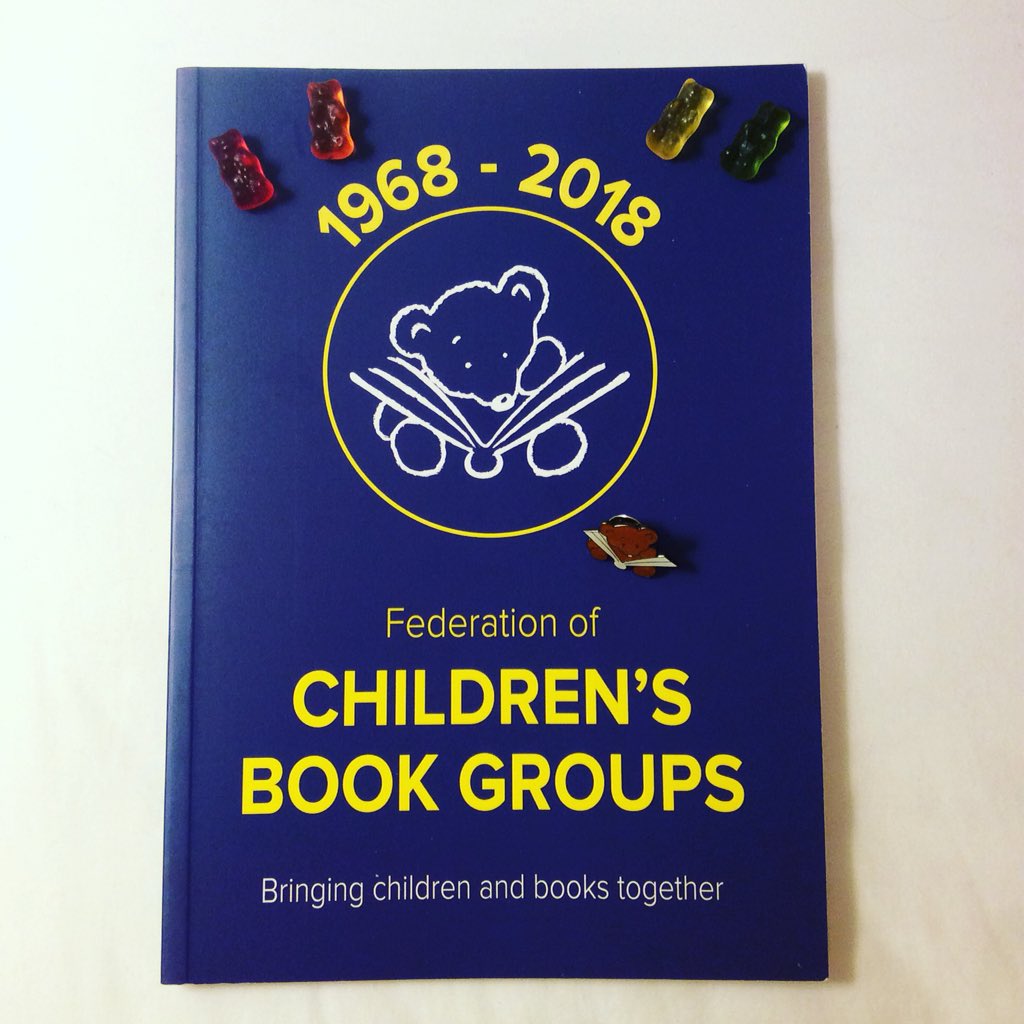 1968 - 2018
Federation of
CHILDREN'S
BOOK GROUPS
Bringing children and books together